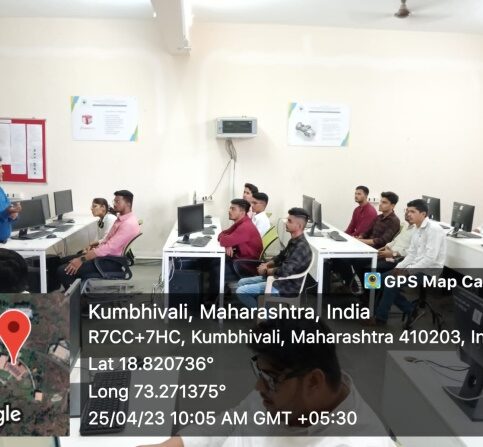 GPS Map Ca
Kumbhivali, Maharashtra, India
R7CC+7HC, Kumbhivali, Maharashtra 410203, In
Lat 18.820736°
Long 73.271375°
25/04/23 10:05 AM GMT +05:30
gle